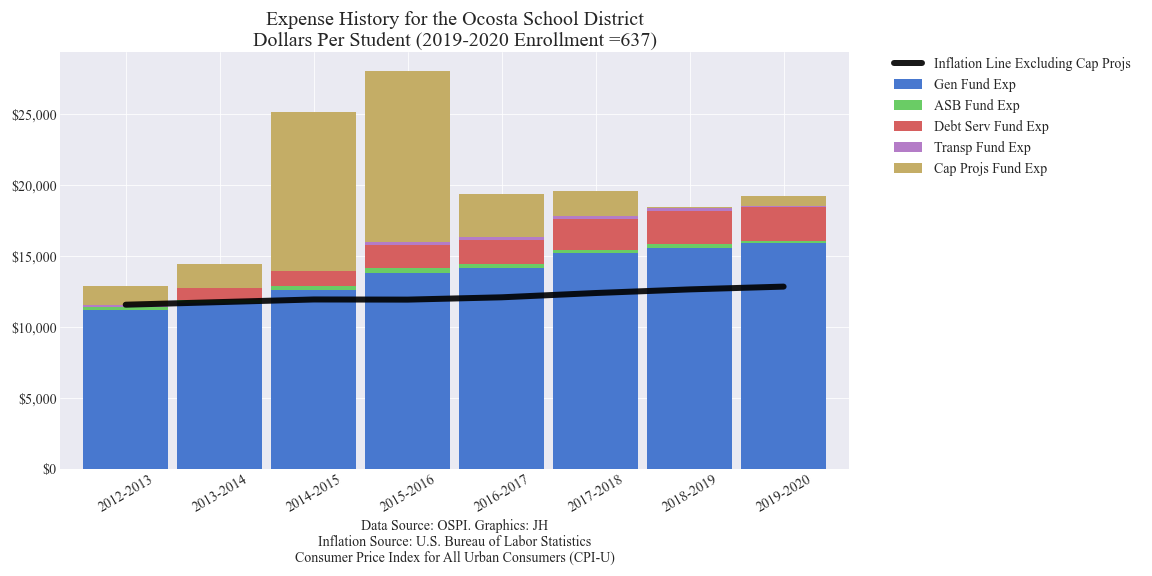 Expense History for the Ocosta School District
Dollars Per Student (2019-2020 Enrollment =637)
Inflation Line Excluding Cap Projs
Gen Fund Exp
ASB Fund Exp
Debt Serv Fund Exp
Transp Fund Exp
Cap Projs Fund Exp
$25,000
$20,000
$15,000
$10,000
$5,000
$0
2012-2013
2013-2014
2014-2015
2015-2016
2016-2017
2017-2018
2018-2019
2019-2020
Data Source: OSPI. Graphics: JH
Inflation Source: U.S. Bureau of Labor Statistics
Consumer Price Index for All Urban Consumers (CPI-U)